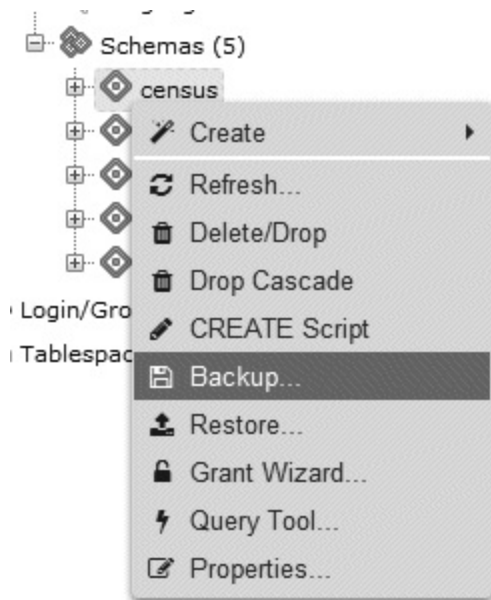 Schemas (5)
census
Create
Refresh...
Delete/Drop
Drop Cascade
Login/Gro
CREATE Script
Tablespac
Backup...
Restore...
Grant Wizard...
Query Tool...
Properties...